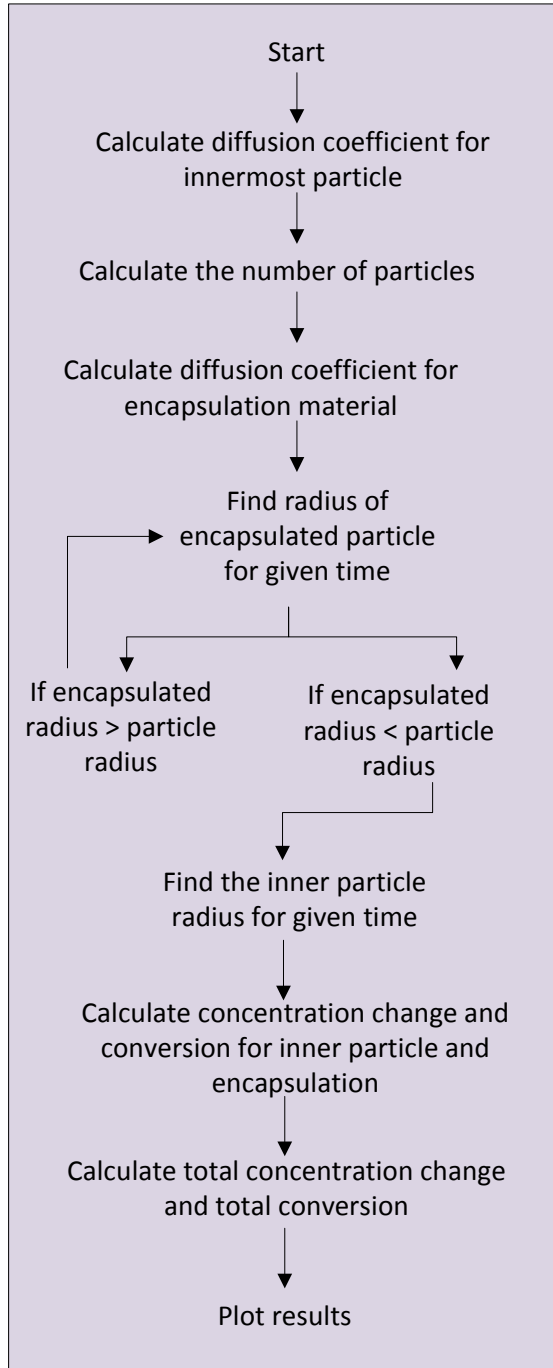 Start
Calculate diffusion coefficient for
innermost particle
Calculate the number of particles
Calculate diffusion coefficient for
encapsulation material
Find radius of
encapsulated particle
for given time
If encapsulated
radius > particle
radius
If encapsulated
radius < particle
radius
Find the inner particle
radius for given time
Calculate concentration change and
conversion for inner particle and
encapsulation
Calculate total concentration change
and total conversion
Plot results